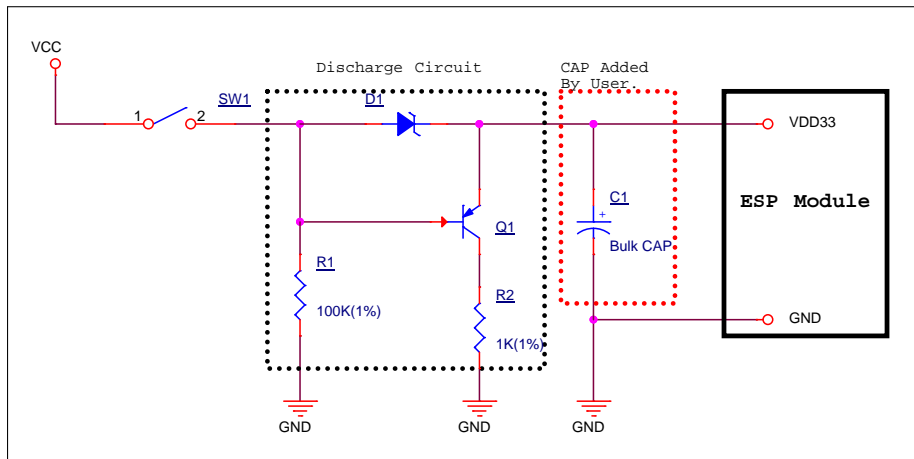 VCC
Discharge Circuit
CAP Added
By User.
SW1
D1
1
2
VDD33
ESP Module
C1
+
Q1
Bulk CAP
R1
R2
100K(1%)
GND
1K(1%)
GND
GND
GND